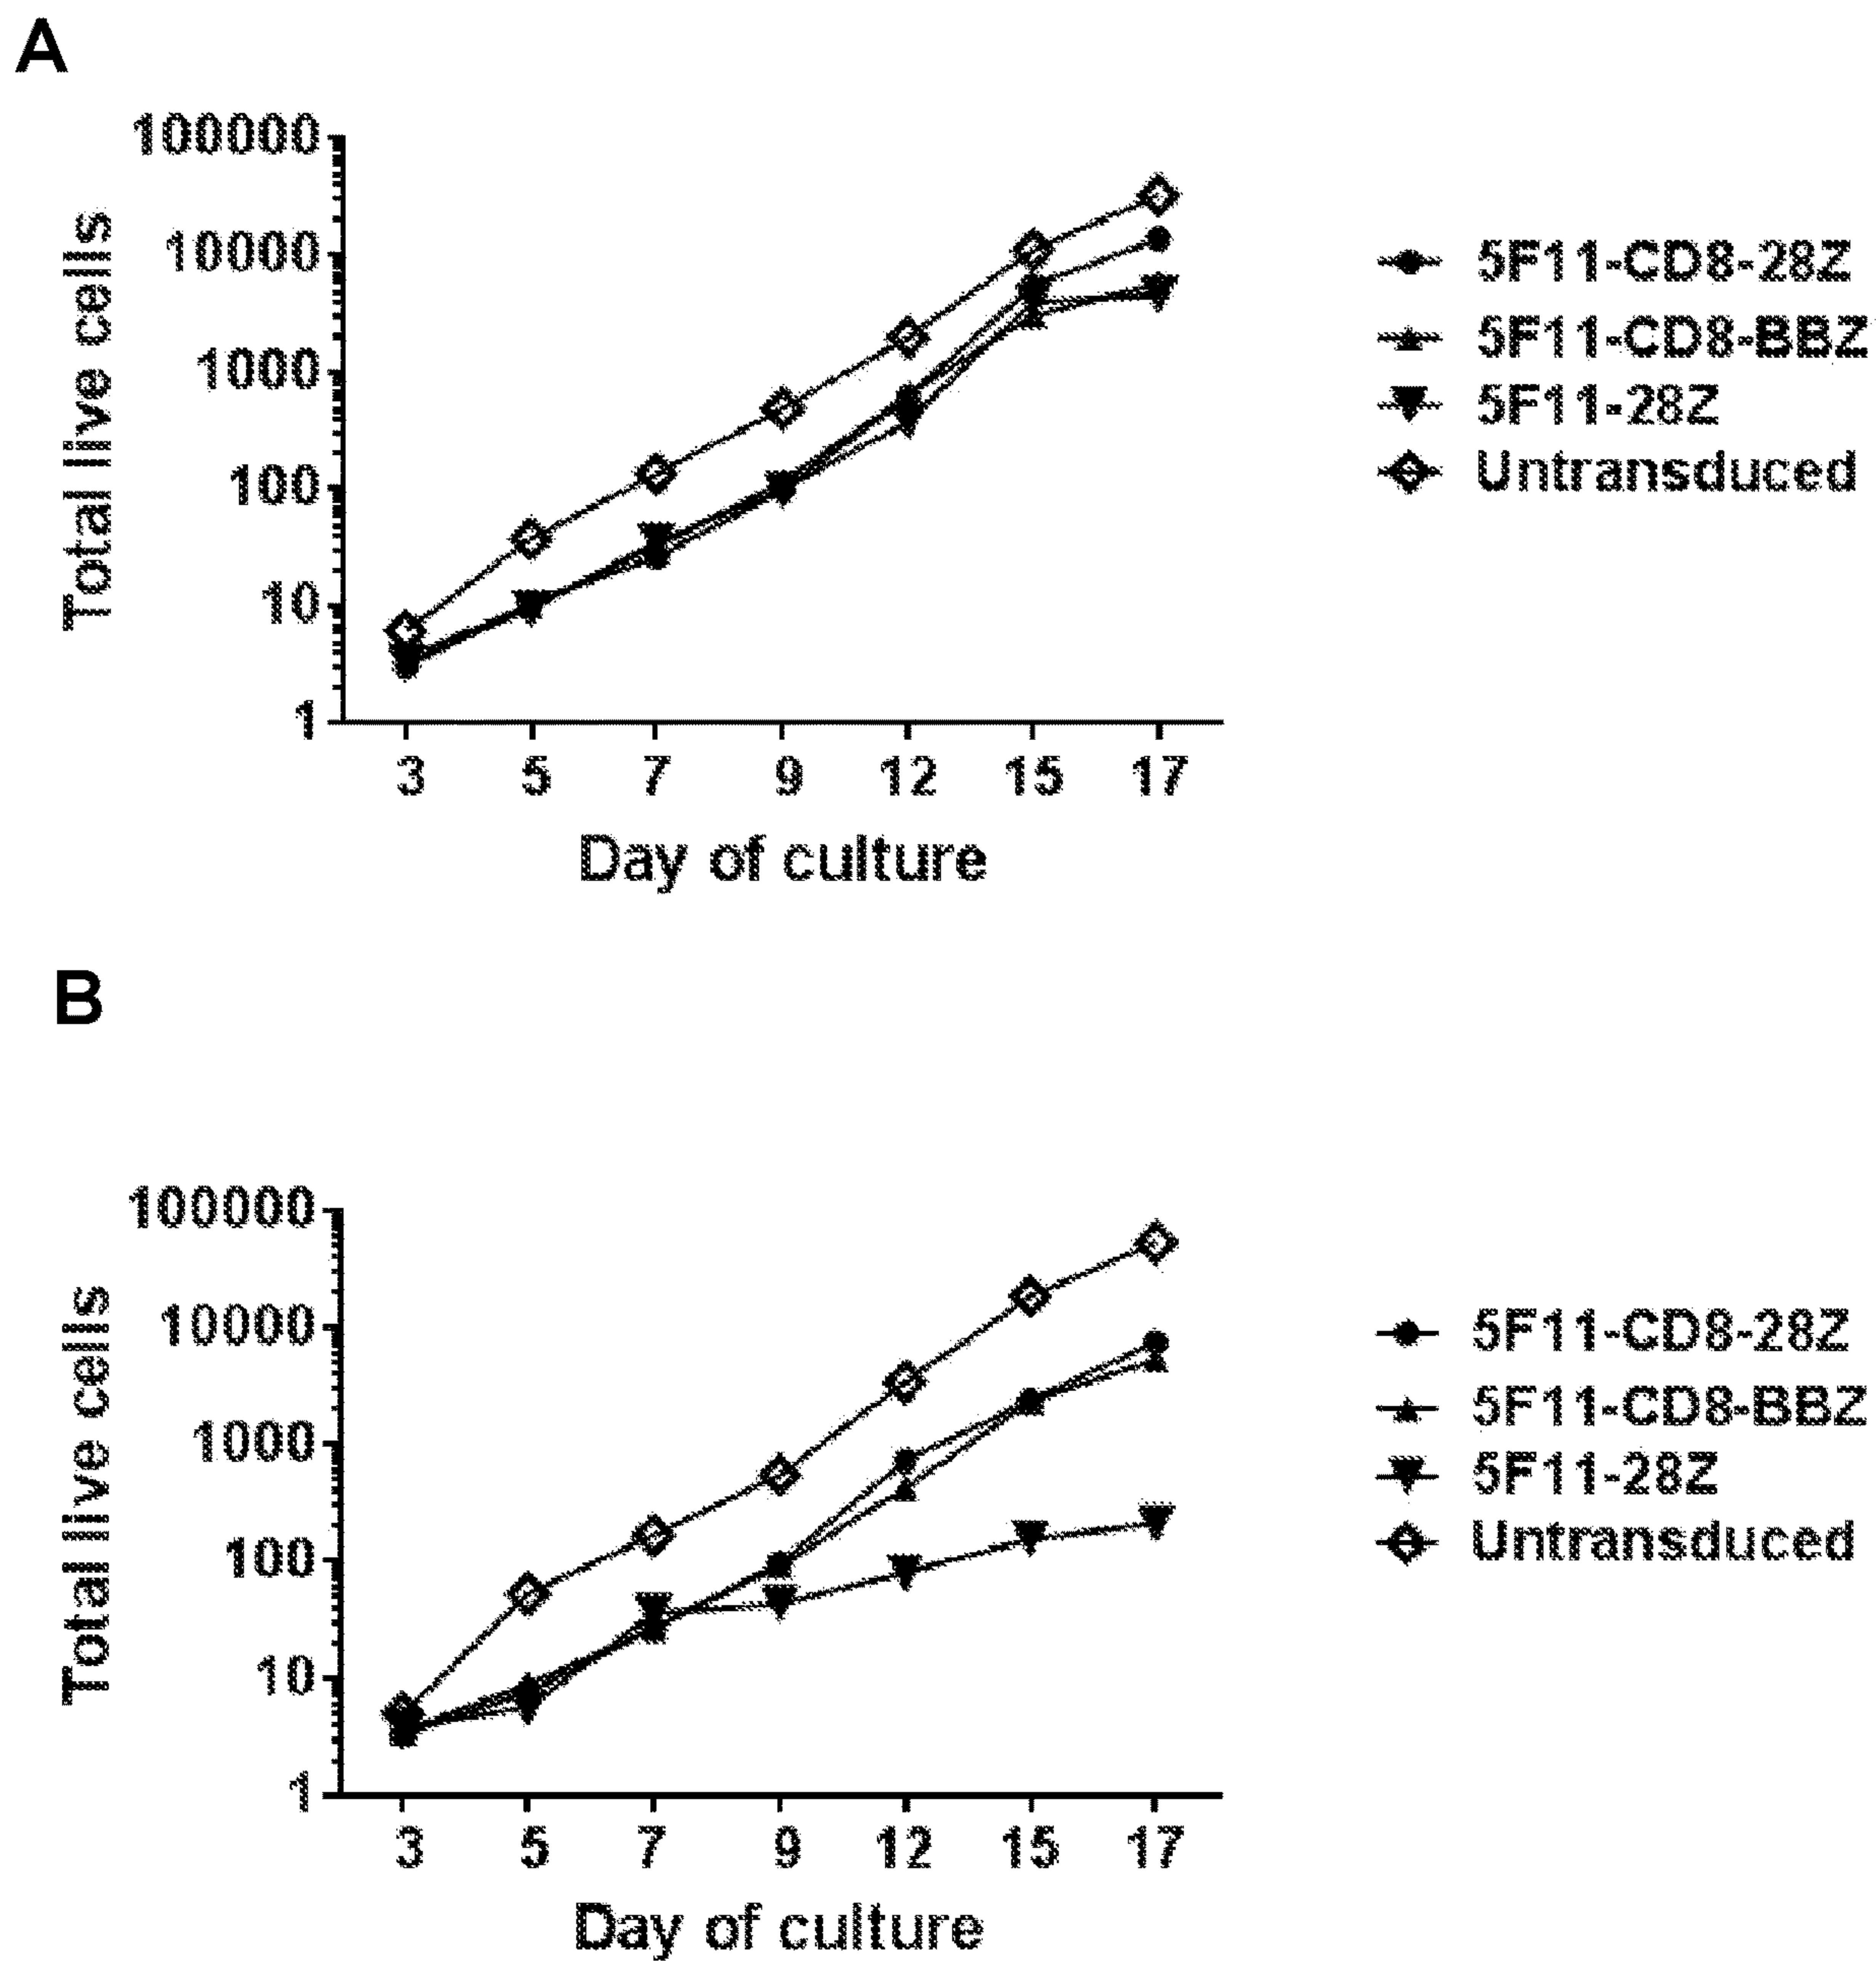 A
100000
10000
1000
100
10
1
Total live cells
3 5 7 9 12 15 17
Day of culture
5F11-CD8-28Z
5F11-CD8-BBZ
5F11-28Z
Untransduced
B
100000
10000
1000
100
10
1
Total live cells
3 5 7 9 12 15 17
Day of culture
5F11-CD8-28Z
5F11-CD8-BBZ
5F11-28Z
Untransduced